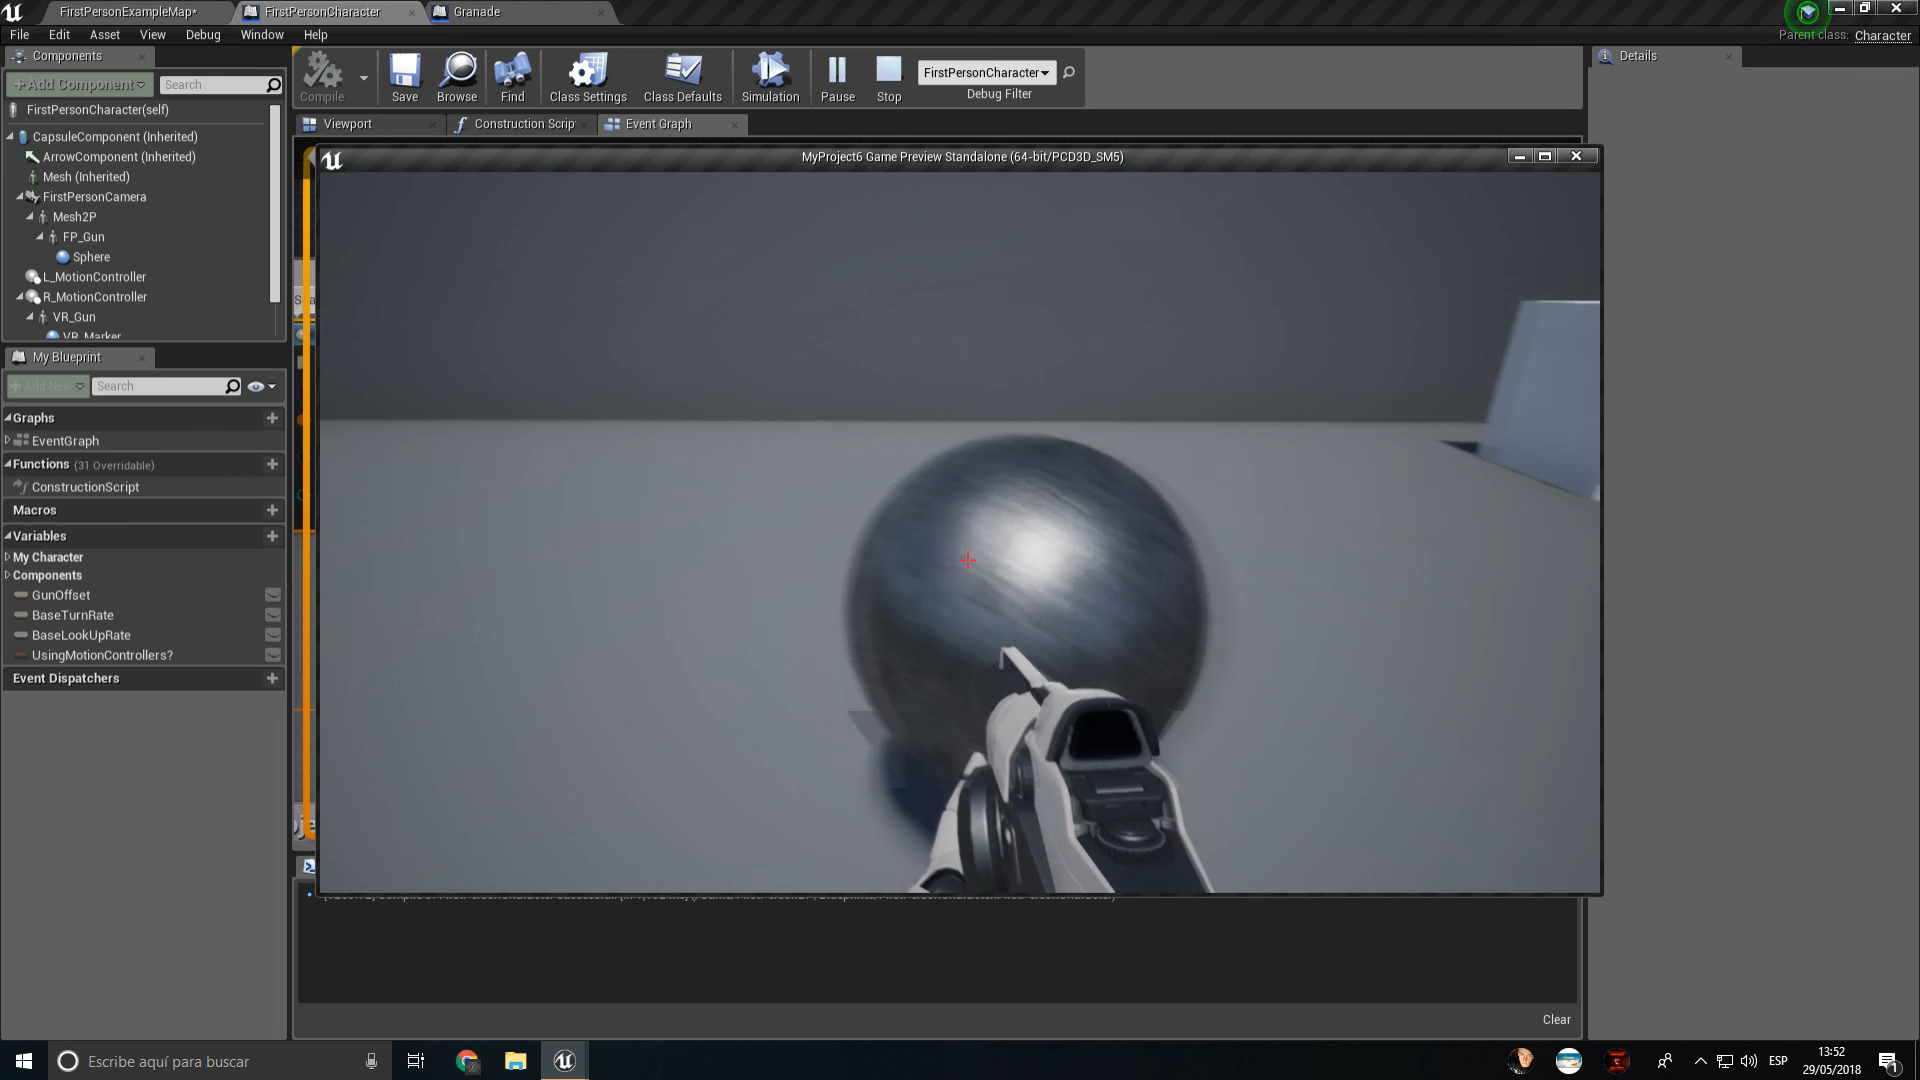 FirstPersonExampleMap*
FirstPersonCharacter
Granade
File Edit Asset View Debug Window Help
Parent class: Character
Components
+Add Component
Search
FirstPersonCharacter(self)
CapsuleComponent (Inherited)
ArrowComponent (Inherited)
Mesh (Inherited)
FirstPersonCamera
Mesh2P
FP_Gun
Sphere
L_MotionController
R_MotionController
VR_Gun
VR_Marker
My Blueprint
+Add New
Search
Graphs
EventGraph
Functions (31 Overridable)
ConstructionScript
Macros
Variables
My Character
Components
GunOffset
BaseTurnRate
BaseLookUpRate
UsingMotionControllers?
Event Dispatchers
Compile
Save
Browse
Find
Class Settings
Class Defaults
Simulation
Pause
Stop
FirstPersonCharacter
Debug Filter
Viewport
Construction Scrip
Event Graph
Details
MyProject6 Game Preview Standalone (64-bit/PCD3D_SM5)
Clear
Escribe aquí para buscar
ESP
13:52
29/05/2018
1